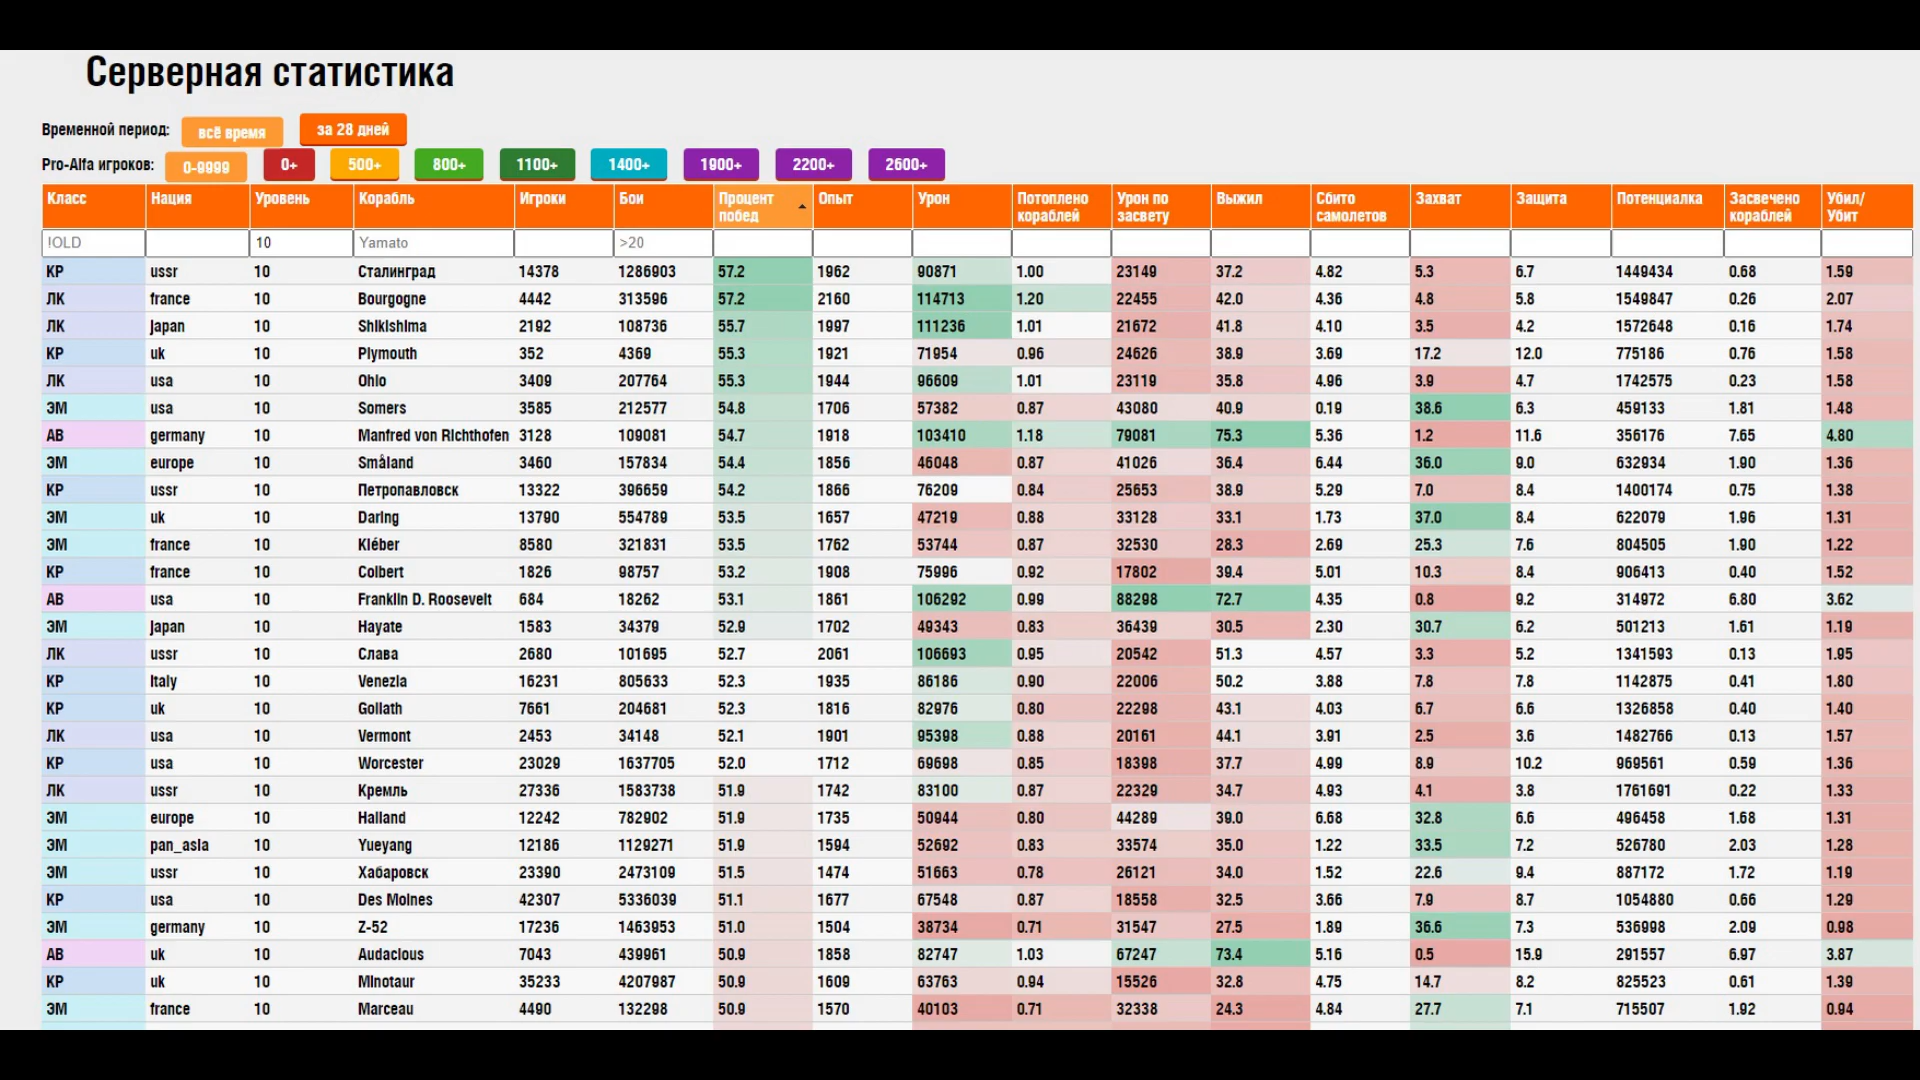 Серверная статистика
Временной период: всё время за 28 дней
Pro-Alfa игроков: 0-9999 0+ 500+ 800+ 1100+ 1400+ 1900+ 2200+ 2600+
Класс Нация Уровень Корабль Игроки Бои Процент побед Опыт Урон Потоплено кораблей Урон по засвету Выжил Сбито самолетов Захват Защита Потенциалка Засвечено кораблей Убил/Убит
!OLD 10 Yamato >20
КР ussr 10 Сталинград 14378 1286903 57.2 1962 90871 1.00 23149 37.2 4.82 5.3 6.7 1449434 0.68 1.59
ЛК france 10 Bourgogne 4442 313596 57.2 2160 114713 1.20 22455 42.0 4.36 4.8 5.8 1549847 0.26 2.07
ЛК japan 10 Shikishima 2192 108736 55.7 1997 111236 1.01 21672 41.8 4.10 3.5 4.2 1572648 0.16 1.74
КР uk 10 Plymouth 352 4369 55.3 1921 71954 0.96 24626 38.9 3.69 17.2 12.0 775186 0.76 1.58
ЛК usa 10 Ohio 3409 207764 55.3 1944 96609 1.01 23119 35.8 4.96 3.9 4.7 1742575 0.23 1.58
ЭМ usa 10 Somers 3585 212577 54.8 1706 57382 0.87 43080 40.9 0.19 38.6 6.3 459133 1.81 1.48
АВ germany 10 Manfred von Richthofen 3128 109081 54.7 1918 103410 1.18 79081 75.3 5.36 1.2 11.6 356176 7.65 4.80
ЭМ europe 10 Småland 3460 157834 54.4 1856 46048 0.87 41026 36.4 6.44 36.0 9.0 632934 1.90 1.36
КР ussr 10 Петропавловск 13322 396659 54.2 1866 76209 0.84 25653 38.9 5.29 7.0 8.4 1400174 0.75 1.38
ЭМ uk 10 Daring 13790 554789 53.5 1657 47219 0.88 33128 33.1 1.73 37.0 8.4 622079 1.96 1.31
ЭМ france 10 Kléber 8580 321831 53.5 1762 53744 0.87 32530 28.3 2.69 25.3 7.6 804505 1.90 1.22
КР france 10 Colbert 1826 98757 53.2 1908 75996 0.92 17802 39.4 5.01 10.3 8.4 906413 0.40 1.52
АВ usa 10 Franklin D. Roosevelt 684 18262 53.1 1861 106292 0.99 88298 72.7 4.35 0.8 9.2 314972 6.80 3.62
ЭМ japan 10 Hayate 1583 34379 52.9 1702 49343 0.83 36439 30.5 2.30 30.7 6.2 501213 1.61 1.19
ЛК ussr 10 Слава 2680 101695 52.7 2061 106693 0.95 20542 51.3 4.57 3.3 5.2 1341593 0.13 1.95
КР italy 10 Venezia 16231 805633 52.3 1935 86186 0.90 22006 50.2 3.88 7.8 7.8 1142875 0.41 1.80
КР uk 10 Goliath 7661 204681 52.3 1816 82976 0.80 22298 43.1 4.03 6.7 6.6 1326858 0.40 1.40
ЛК usa 10 Vermont 2453 34148 52.1 1901 95398 0.88 20161 44.1 3.91 2.5 3.6 1482766 0.13 1.57
КР usa 10 Worcester 23029 1637705 52.0 1712 69698 0.85 18398 37.7 4.99 8.9 10.2 969561 0.59 1.36
ЛК ussr 10 Кремль 27336 1583738 51.9 1742 83100 0.87 22329 34.7 4.93 4.1 3.8 1761691 0.22 1.33
ЭМ europe 10 Halland 12242 782902 51.9 1735 50944 0.80 44289 39.0 6.68 32.8 6.6 496458 1.68 1.31
ЭМ pan_asia 10 Yueyang 12186 1129271 51.9 1594 52692 0.83 33574 35.0 1.22 33.5 7.2 526780 2.03 1.28
ЭМ ussr 10 Хабаровск 23390 2473109 51.5 1474 51663 0.78 26121 34.0 1.52 22.6 9.4 887172 1.72 1.19
КР usa 10 Des Moines 42307 5336039 51.1 1677 67548 0.87 18558 32.5 3.66 7.9 8.7 1054880 0.66 1.29
ЭМ germany 10 Z-52 17236 1463953 51.0 1504 38734 0.71 31547 27.5 1.89 36.6 7.3 536998 2.09 0.98
АВ uk 10 Audacious 7043 439961 50.9 1858 82747 1.03 67247 73.4 5.16 0.5 15.9 291557 6.97 3.87
КР uk 10 Minotaur 35233 4207987 50.9 1609 63763 0.94 15526 32.8 4.75 14.7 8.2 825523 0.61 1.39
ЭМ france 10 Marceau 4490 132298 50.9 1570 40103 0.71 32338 24.3 4.84 27.7 7.1 715507 1.92 0.94